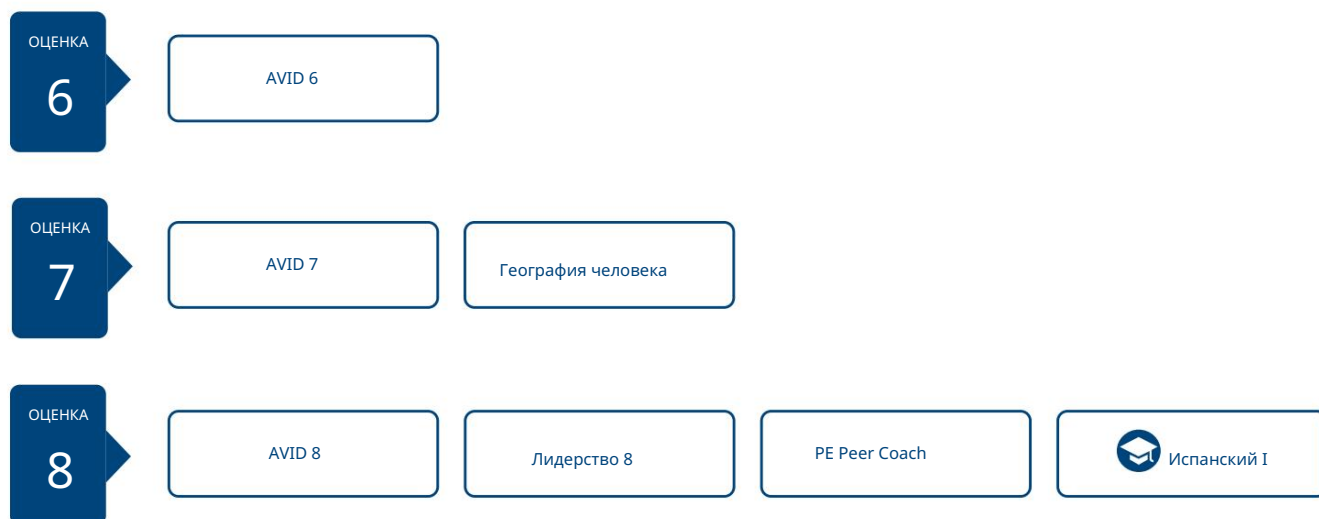 ОЦЕНКА
6
AVID 6
ОЦЕНКА
7
AVID 7
География человека
ОЦЕНКА
8
AVID 8
Лидерство 8
PE Peer Coach
Испанский I